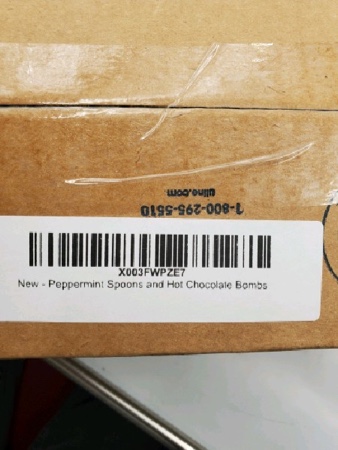 1-800-295-5510
uline.com
X003FWPZE7
New - Peppermint Spoons and Hot Chocolate Bombs